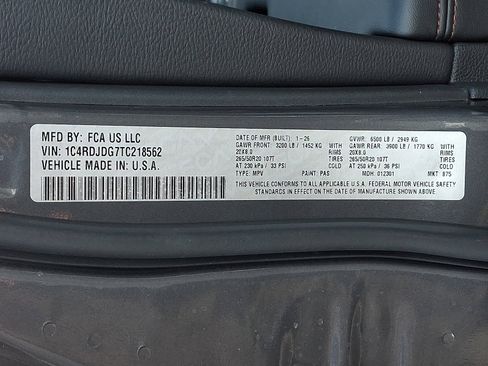 MFD BY: FCA US LLC
VIN: 1C4RDJDG7TC218562
VEHICLE MADE IN: U.S.A.
DATE OF MFR (BUILT): 1-26 GVWR: 6500 LB / 2949 KG
GAWR FRONT: 3200 LB / 1452 KG WITH GAWR REAR: 3900 LB / 1770 KG WITH
20X8.0 RIMS 20X8.0 RIMS
265/50R20 107T TIRES 265/50R20 107T TIRES
AT 230 kPa / 33 PSI AT 250 kPa / 36 PSI
TYPE: MPV PAINT: PAS MDH: 012301 MKT B75
THIS VEHICLE CONFORMS TO ALL APPLICABLE U.S.A. FEDERAL MOTOR VEHICLE SAFETY
STANDARDS IN EFFECT ON THE DATE OF MANUFACTURE SHOWN ABOVE.